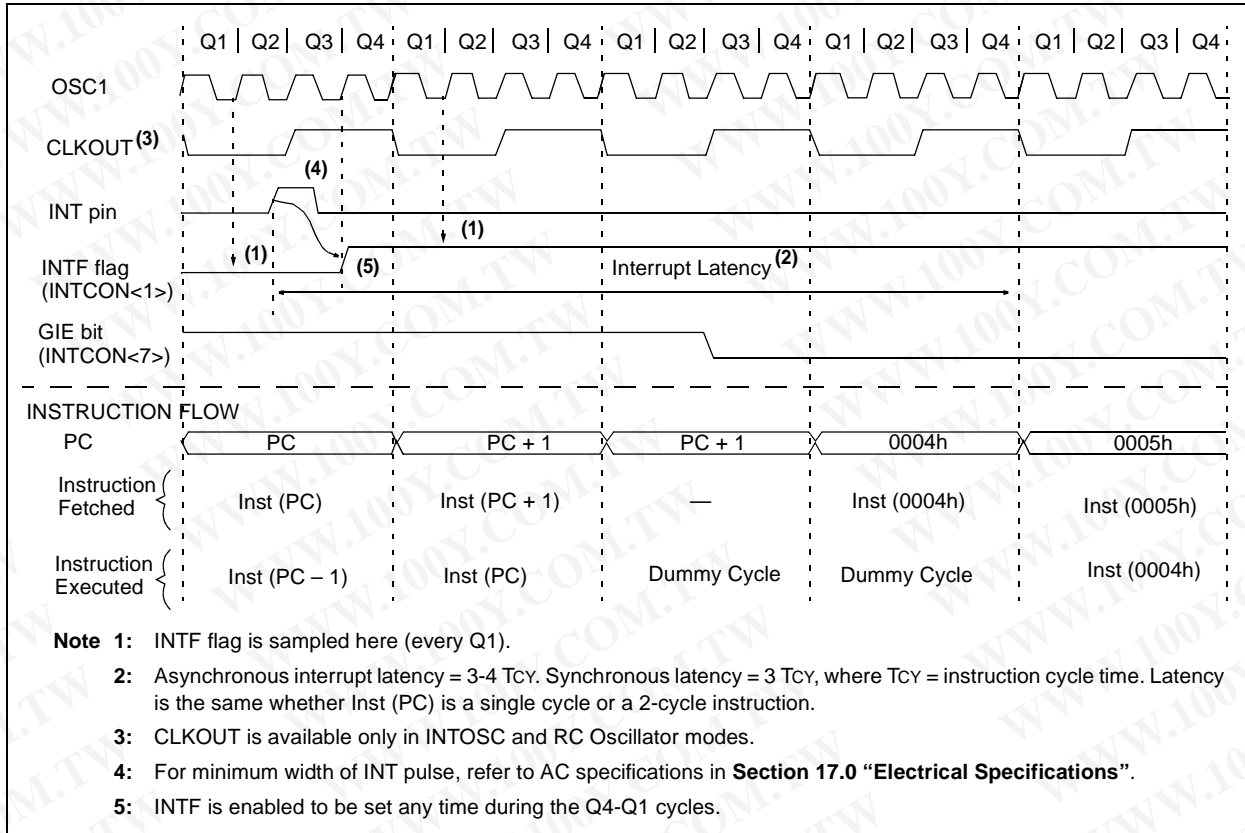 Q1 Q2 Q3 Q4 Q1 Q2 Q3 Q4 Q1 Q2 Q3 Q4 Q1 Q2 Q3 Q4 Q1 Q2 Q3 Q4
OSC1
CLKOUT (3)
(4)
INT pin
(1)
(1)
INTF flag
(INTCON<1>)
(5)
Interrupt Latency (2)
GIE bit
(INTCON<7>)
INSTRUCTION FLOW
PC PC PC + 1 PC + 1 0004h 0005h
Instruction
Fetched
Inst (PC) Inst (PC + 1) — Inst (0004h) Inst (0005h)
Instruction
Executed
Inst (PC – 1) Inst (PC) Dummy Cycle Dummy Cycle Inst (0004h)
Note 1: INTF flag is sampled here (every Q1).
2: Asynchronous interrupt latency = 3-4 TCY. Synchronous latency = 3 TCY, where TCY = instruction cycle time. Latency
is the same whether Inst (PC) is a single cycle or a 2-cycle instruction.
3: CLKOUT is available only in INTOSC and RC Oscillator modes.
4: For minimum width of INT pulse, refer to AC specifications in Section 17.0 “Electrical Specifications”.
5: INTF is enabled to be set any time during the Q4-Q1 cycles.
WWW.100Y.COM.TW